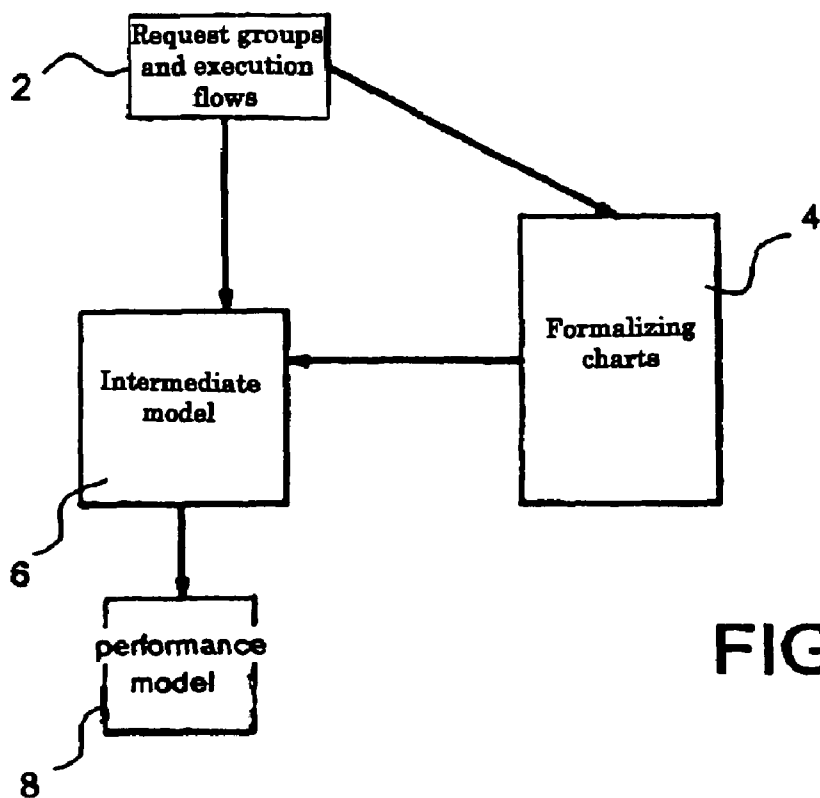 Request groups
and execution
flows
2
4
Formalizing
charts
Intermediate
model
6
performance
model
8
FIG